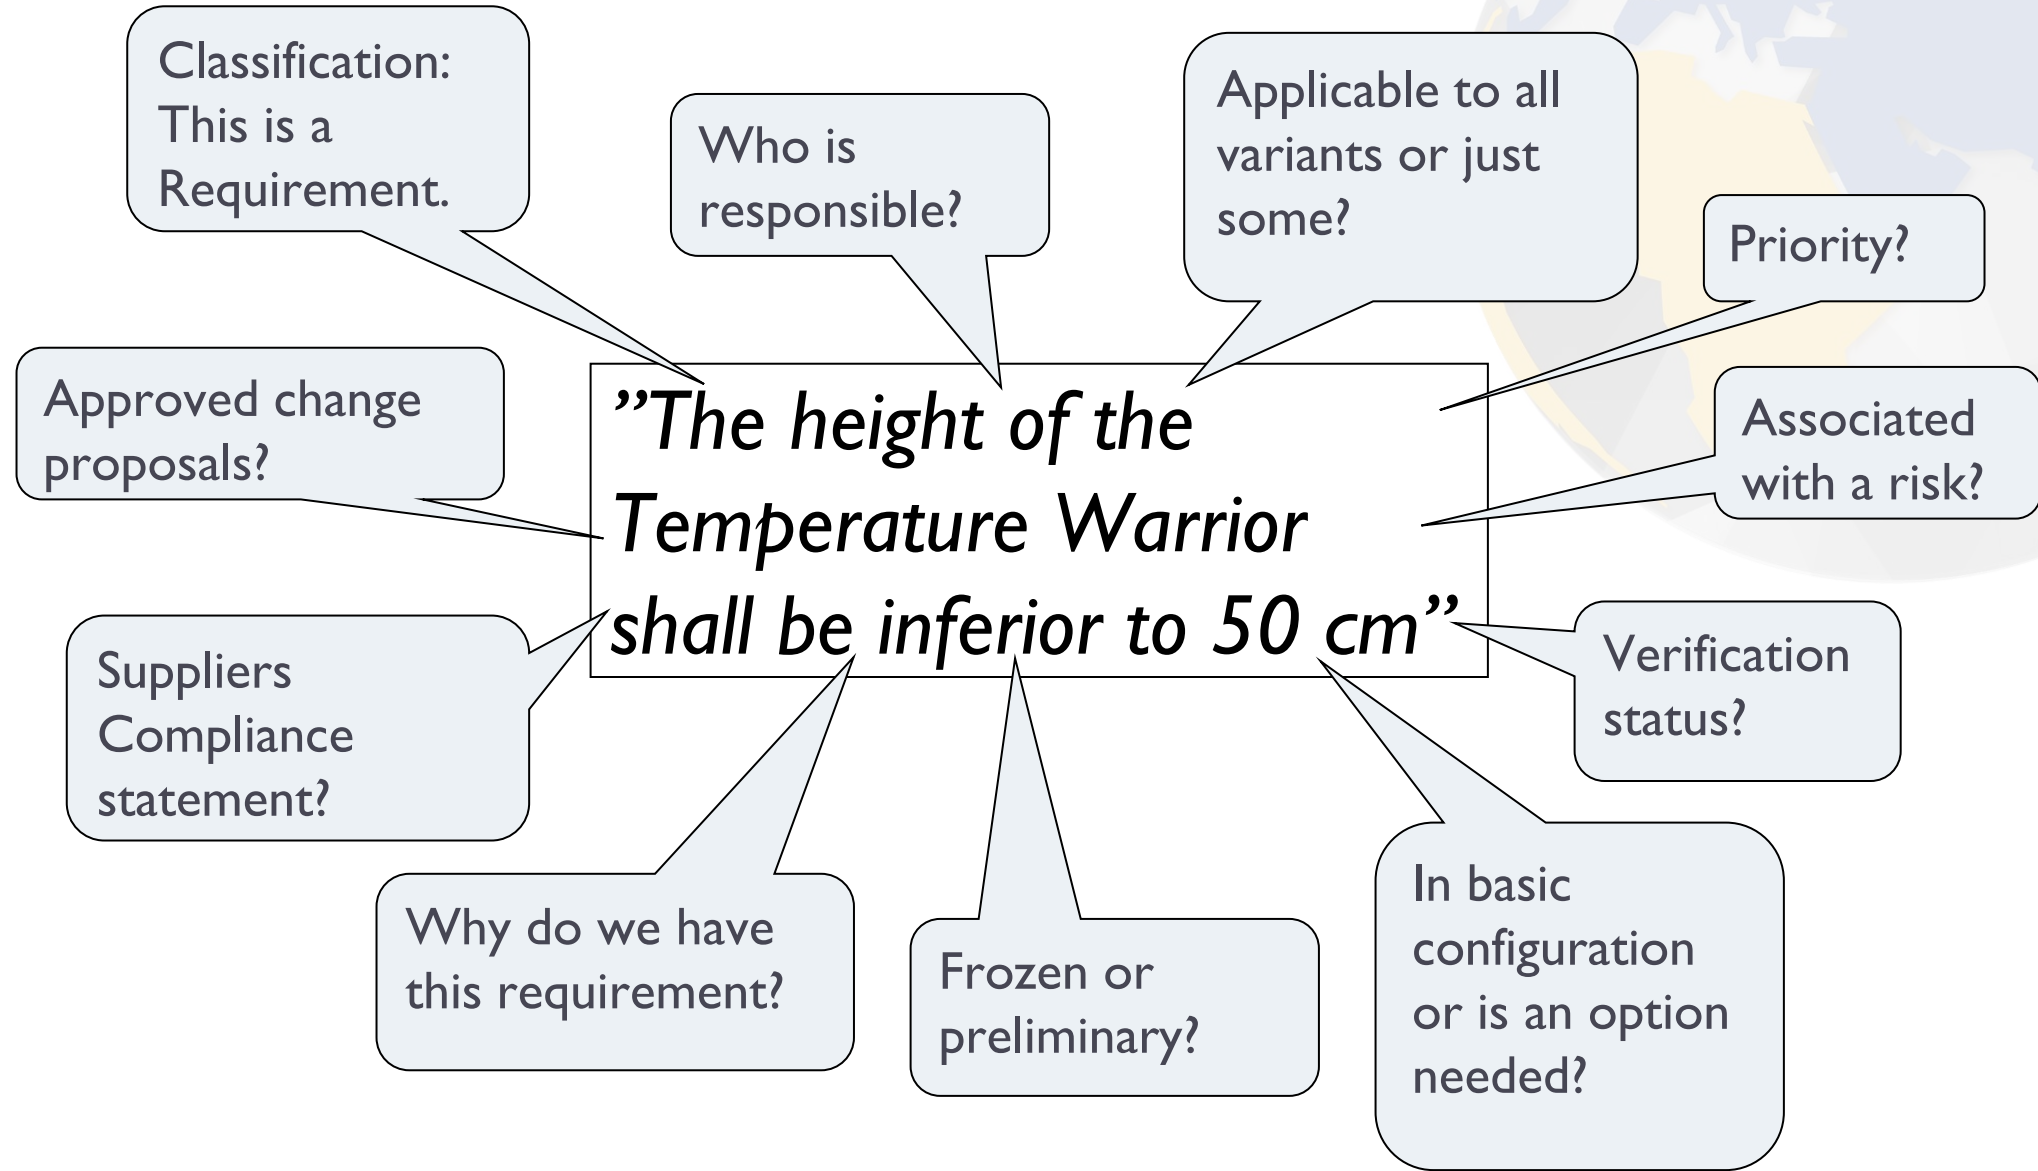 Classification:
This is a
Requirement.
Who is
responsible?
Applicable to all
variants or just
some?
Priority?
Approved change
proposals?
”The height of the
Temperature Warrior
shall be inferior to 50 cm”
Associated
with a risk?
Suppliers
Compliance
statement?
Verification
status?
Why do we have
this requirement?
Frozen or
preliminary?
In basic
configuration
or is an option
needed?